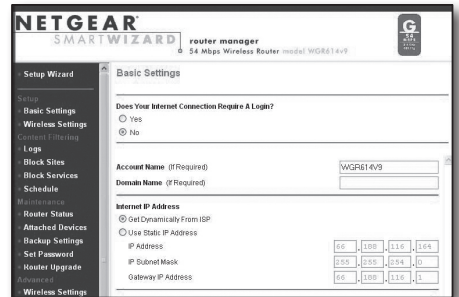 NETGEAR
SMARTWIZARD router manager
54 Mbps Wireless Router model WGR614v9
G
54
Setup Wizard
Setup
Basic Settings
Wireless Settings
Content Filtering
Logs
Block Sites
Block Services
Schedule
Maintenance
Router Status
Attached Devices
Backup Settings
Set Password
Router Upgrade
Advanced
Wireless Settings
Basic Settings
Does Your Internet Connection Require A Login?
Yes
No
Account Name (If Required) WGR614V9
Domain Name (If Required)
Internet IP Address
Get Dynamically From ISP
Use Static IP Address
IP Address 66 . 188 . 116 . 164
IP Subnet Mask 255 . 255 . 254 . 0
Gateway IP Address 66 . 188 . 116 . 1